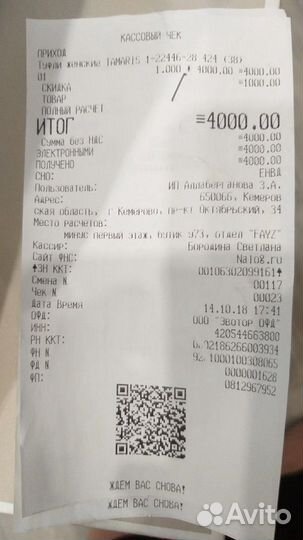 КАССОВЫЙ ЧЕК
ПРИХОД
Туфли женские TAMARIS 1-22446-28 424 (38)
1.000 * 4000.00 =4000.00
01
СКИДКА =1000.00
ТОВАР
ПОЛНЫЙ РАСЧЕТ
ИТОГ =4000.00
Сумма без НДС =4000.00
ЭЛЕКТРОННЫМИ =4000.00
ПОЛУЧЕНО =4000.00
СНО: ЕНВД
Пользователь: ИП Аллаберганова З.А.
Адрес: 650066, Кемеров
ская область, г Кемерово, пр-кт Октябрьский, 34
Место расчетов:
минус первый этаж, бутик 973, отдел "FAYZ"
Кассир: Бородина Светлана
Сайт ФНС: Nalog.ru
ЗН ККТ: 00106302099161
Смена N 00117
Чек N 00023
Дата Время 14.10.18 17:41
ОФД: ООО "Эвотор ОФД"
ИНН: 420544663800
РН ККТ: 0002186266003934
ФН N 9281000100308065
ФД N 0000001628
ФП: 0812967952
ЖДЕМ ВАС СНОВА!
ЖДЕМ ВАС СНОВА!
Avito